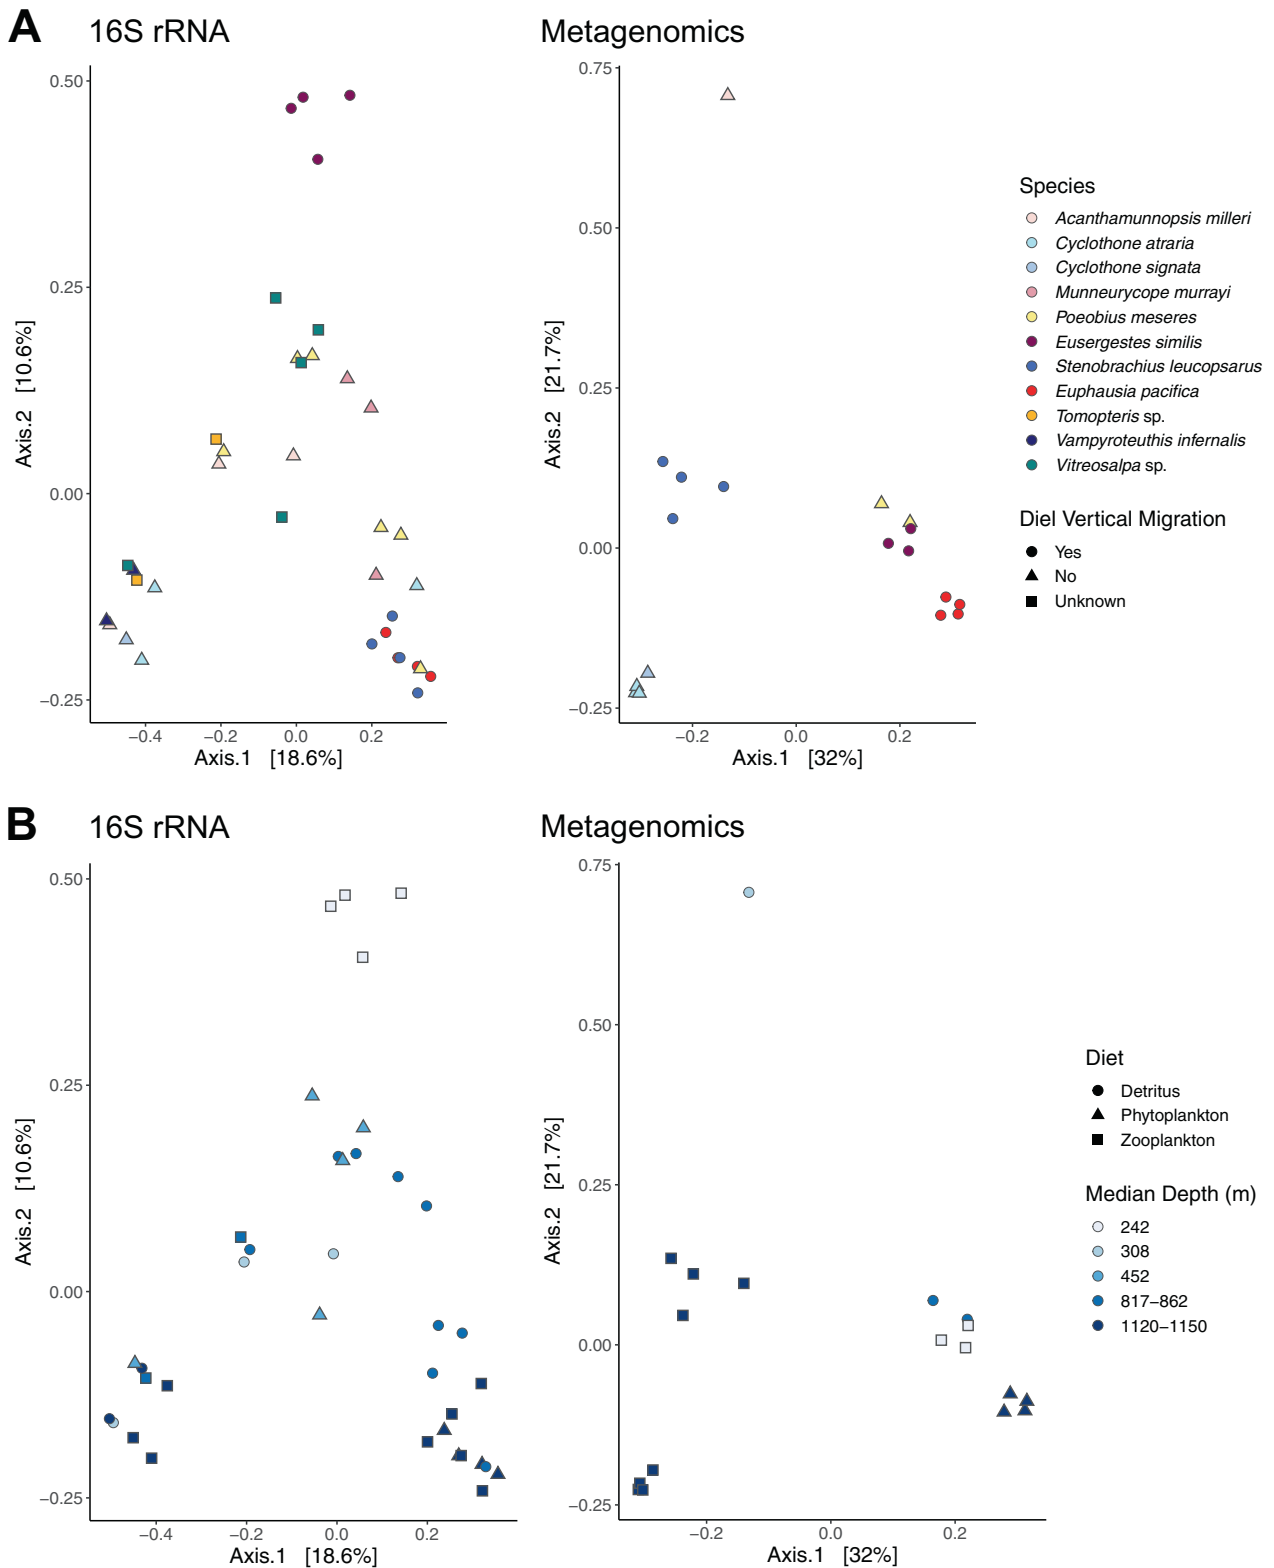 A
16S rRNA
Metagenomics
0.50
0.25
0.00
−0.25
Axis.2 [10.6%]
−0.4
−0.2
0.0
0.2
Axis.1 [18.6%]
0.75
0.50
0.25
0.00
−0.25
Axis.2 [21.7%]
−0.2
0.0
0.2
Axis.1 [32%]
Species
Acanthamunnopsis milleri
Cyclothone atraria
Cyclothone signata
Munneurycope murrayi
Poeobius meseres
Eusergestes similis
Stenobrachius leucopsarus
Euphausia pacifica
Tomopteris sp.
Vampyroteuthis infernalis
Vitreosalpa sp.
Diel Vertical Migration
Yes
No
Unknown
B
16S rRNA
Metagenomics
0.50
0.25
0.00
−0.25
Axis.2 [10.6%]
−0.4
−0.2
0.0
0.2
Axis.1 [18.6%]
0.75
0.50
0.25
0.00
−0.25
Axis.2 [21.7%]
−0.2
0.0
0.2
Axis.1 [32%]
Diet
Detritus
Phytoplankton
Zooplankton
Median Depth (m)
242
308
452
817−862
1120−1150